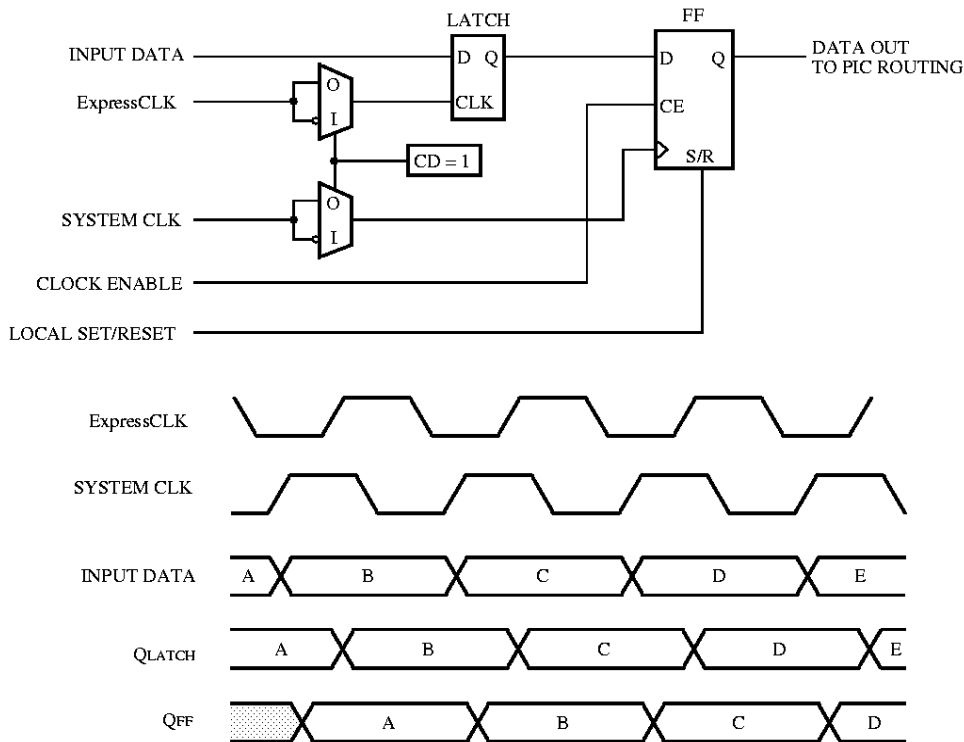 LATCH
FF
INPUT DATA
D Q
D Q
DATA OUT
TO PIC ROUTING
ExpressCLK
O
I
CLK
CE
CD = 1
S/R
SYSTEM CLK
O
I
CLOCK ENABLE
LOCAL SET/RESET
ExpressCLK
SYSTEM CLK
INPUT DATA A B C D E
QLATCH A B C D E
QFF A B C D